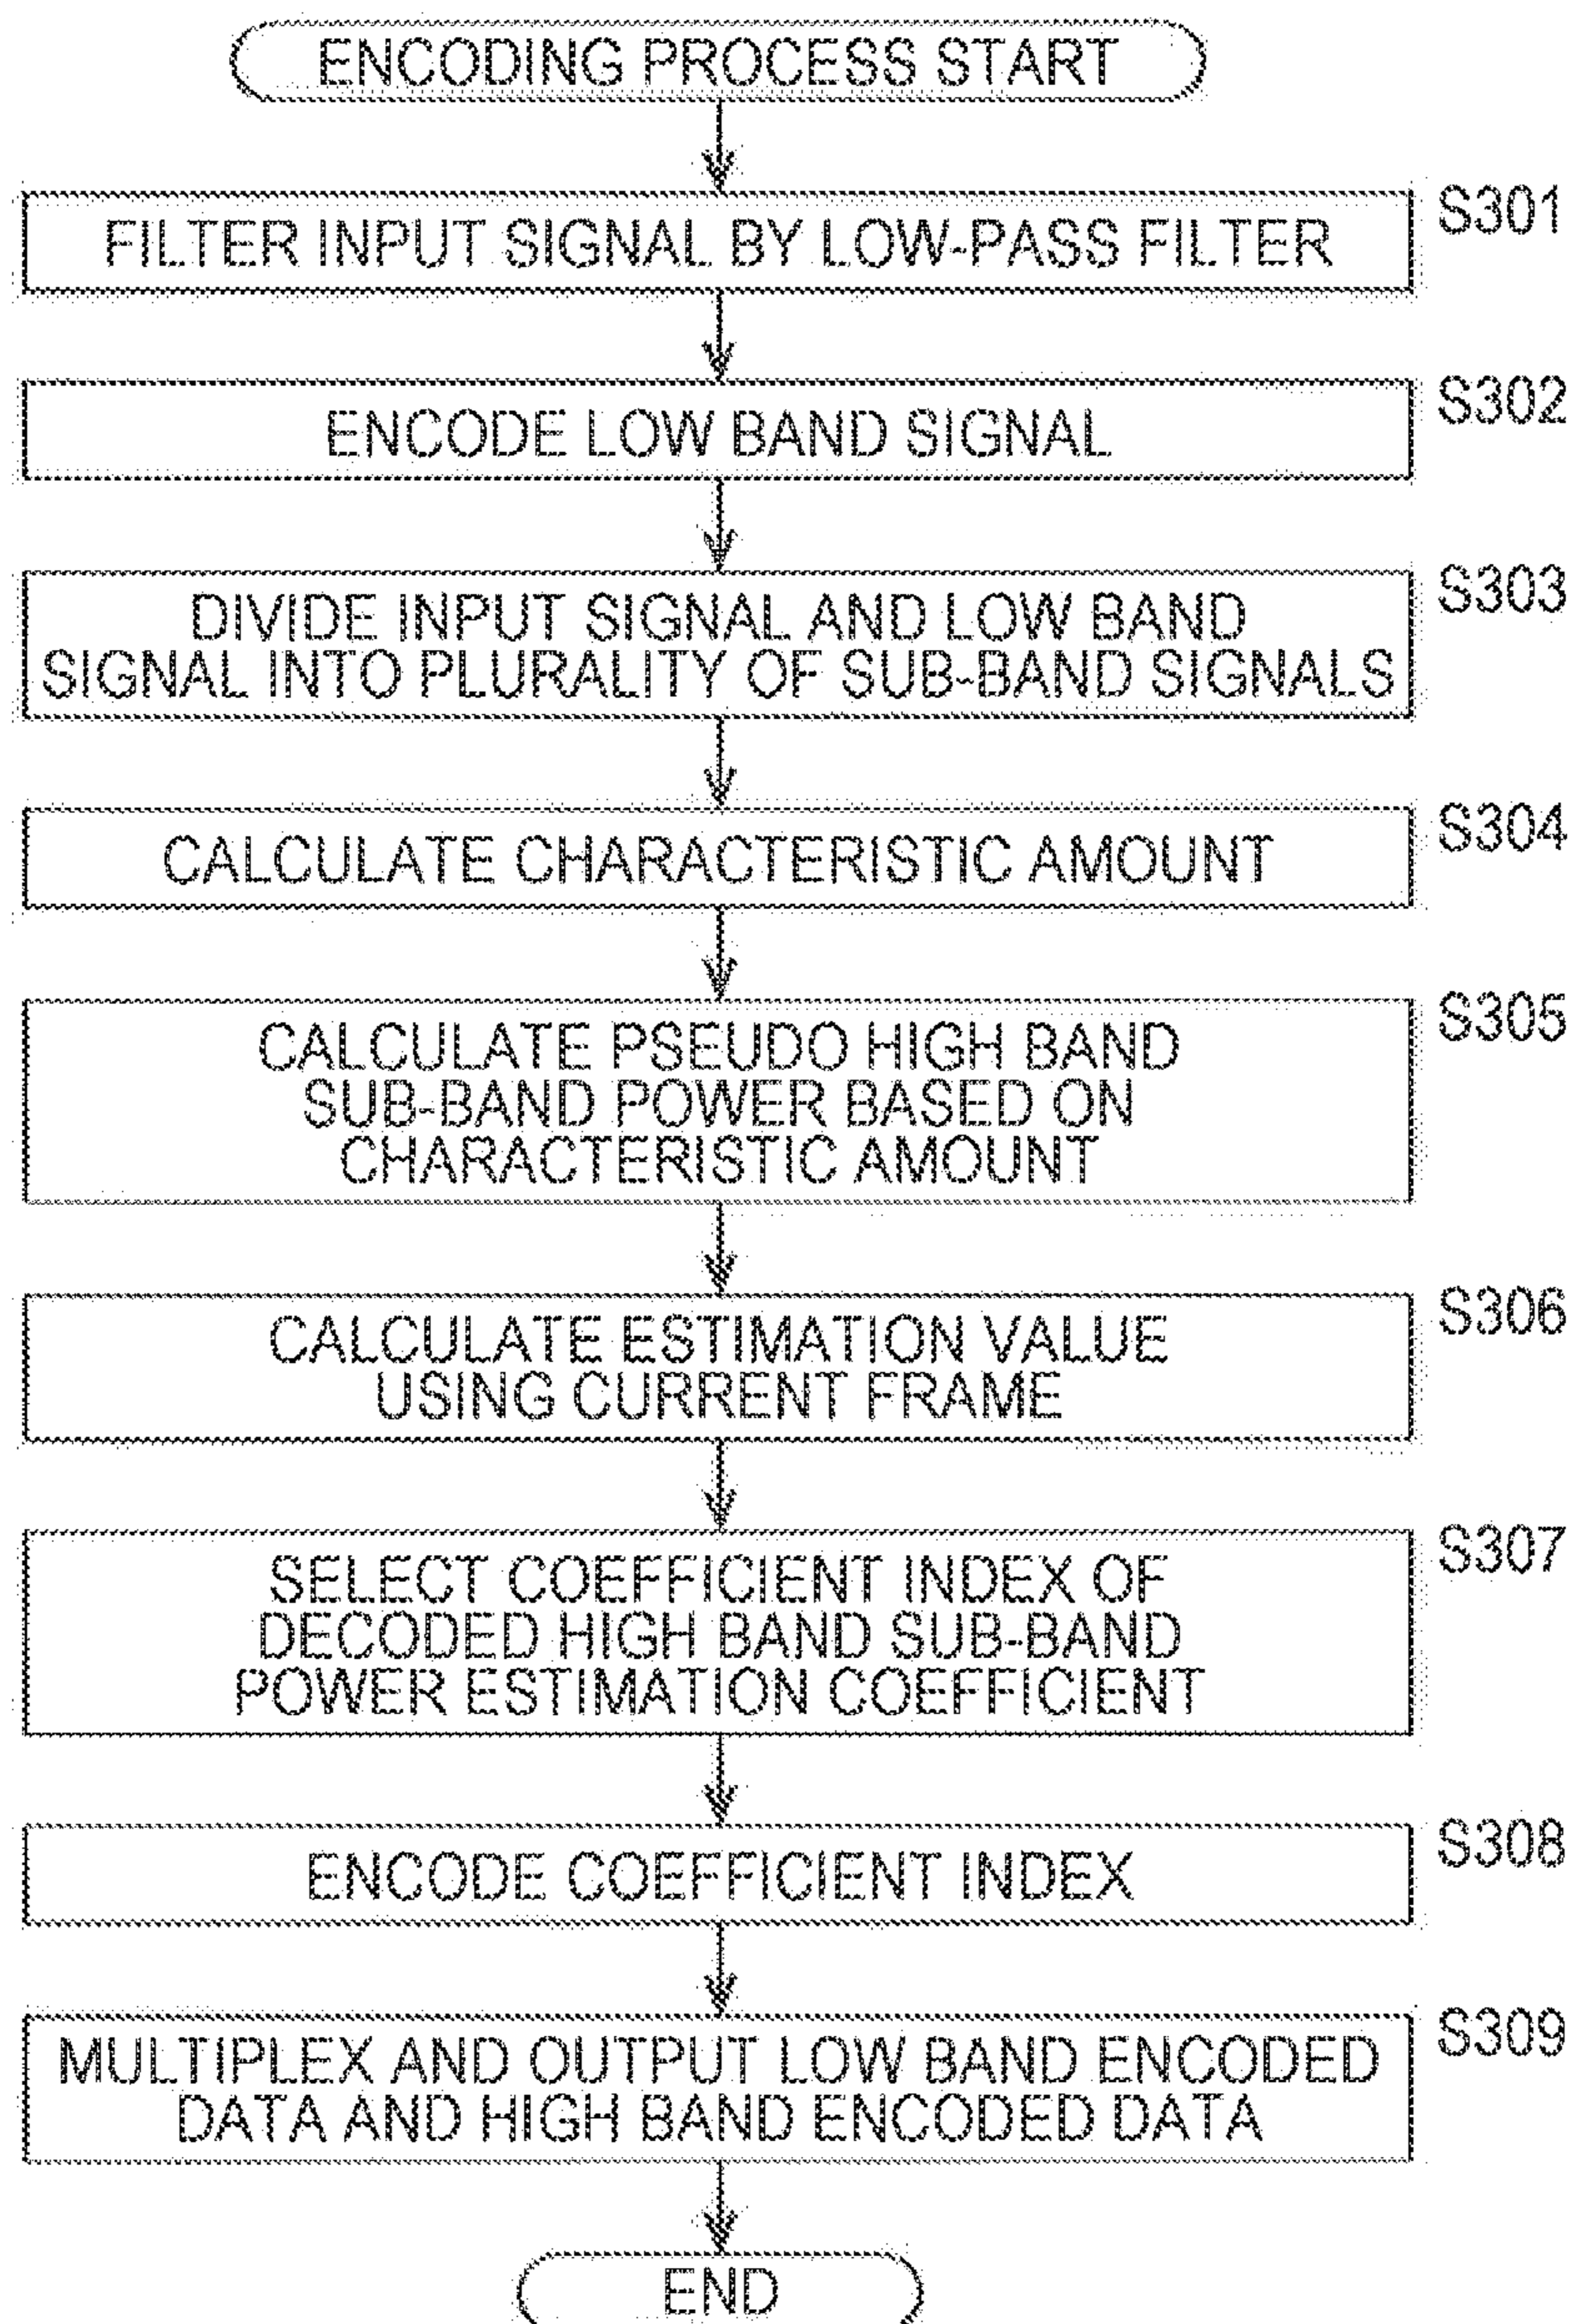 ENCODING PROCESS START
S301
FILTER INPUT SIGNAL BY LOW-PASS FILTER
S302
ENCODE LOW BAND SIGNAL
S303
DIVIDE INPUT SIGNAL AND LOW BAND
SIGNAL INTO PLURALITY OF SUB-BAND SIGNALS
S304
CALCULATE CHARACTERISTIC AMOUNT
S305
CALCULATE PSEUDO HIGH BAND
SUB-BAND POWER BASED ON
CHARACTERISTIC AMOUNT
S306
CALCULATE ESTIMATION VALUE
USING CURRENT FRAME
S307
SELECT COEFFICIENT INDEX OF
DECODED HIGH BAND SUB-BAND
POWER ESTIMATION COEFFICIENT
S308
ENCODE COEFFICIENT INDEX
S309
MULTIPLEX AND OUTPUT LOW BAND ENCODED
DATA AND HIGH BAND ENCODED DATA
END